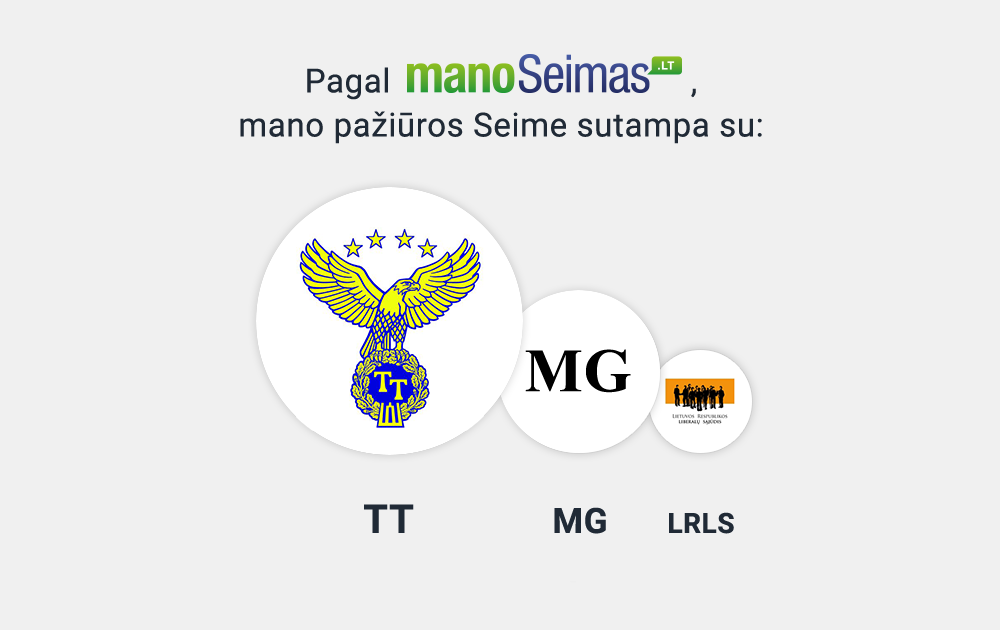 Pagal manoSeimas.LT ,
mano pažiūros Seime sutampa su:
TT
MG
LIETUVOS RESPUBLIKOS
LIBERALŲ SĄJŪDIS
TT
MG
LRLS